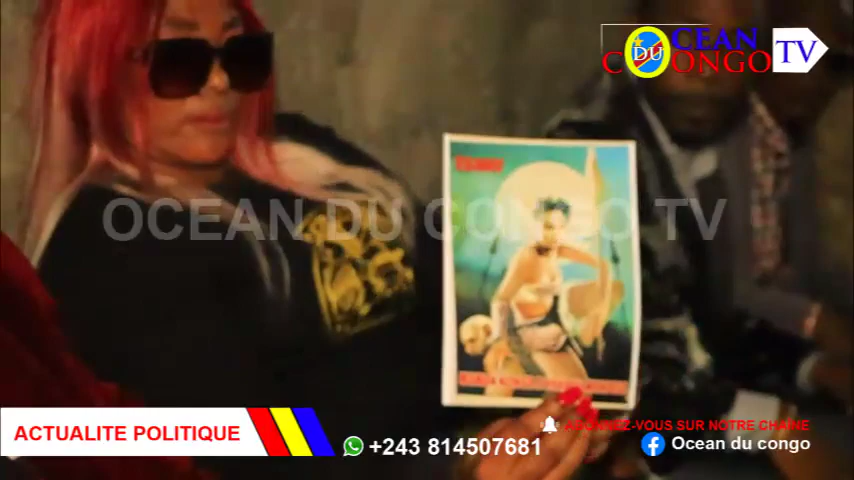 OCEAN
DU
CONGO TV
OCEAN DU CONGO TV
ACTUALITE POLITIQUE
+243 814507681
ABONNEZ-VOUS SUR NOTRE CHAINE
Ocean du congo